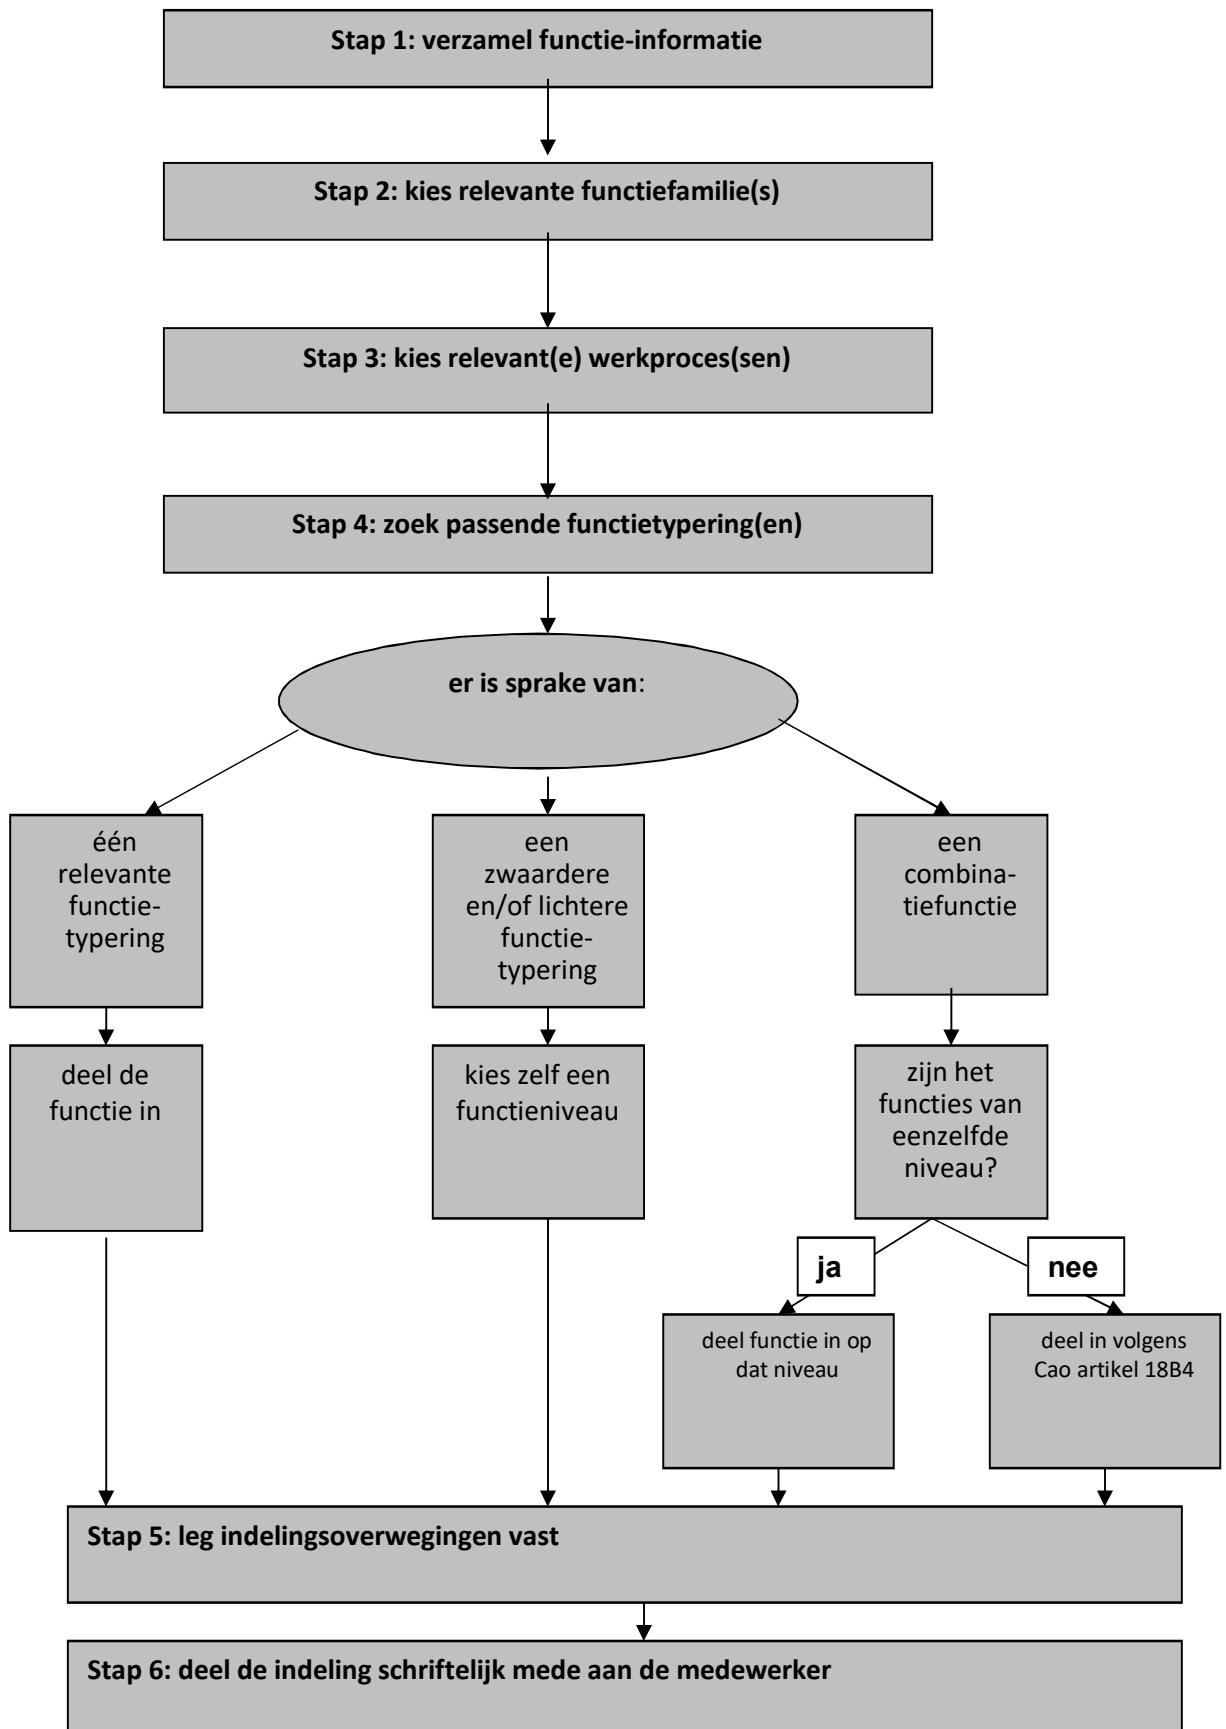 Stap 1: verzamel functie-informatie
Stap 2: kies relevante functiefamilie(s)
Stap 3: kies relevant(e) werkproces(sen)
Stap 4: zoek passende functietypering(en)
er is sprake van:
één
relevante
functie-
typering
een
zwaardere
en/of lichtere
functie-
typering
een
combina-
tiefunctie
deel de
functie in
kies zelf een
functieniveau
zijn het
functies van
eenzelfde
niveau?
ja
nee
deel functie in op
dat niveau
deel in volgens
Cao artikel 18B4
Stap 5: leg indelingsoverwegingen vast
Stap 6: deel de indeling schriftelijk mede aan de medewerker